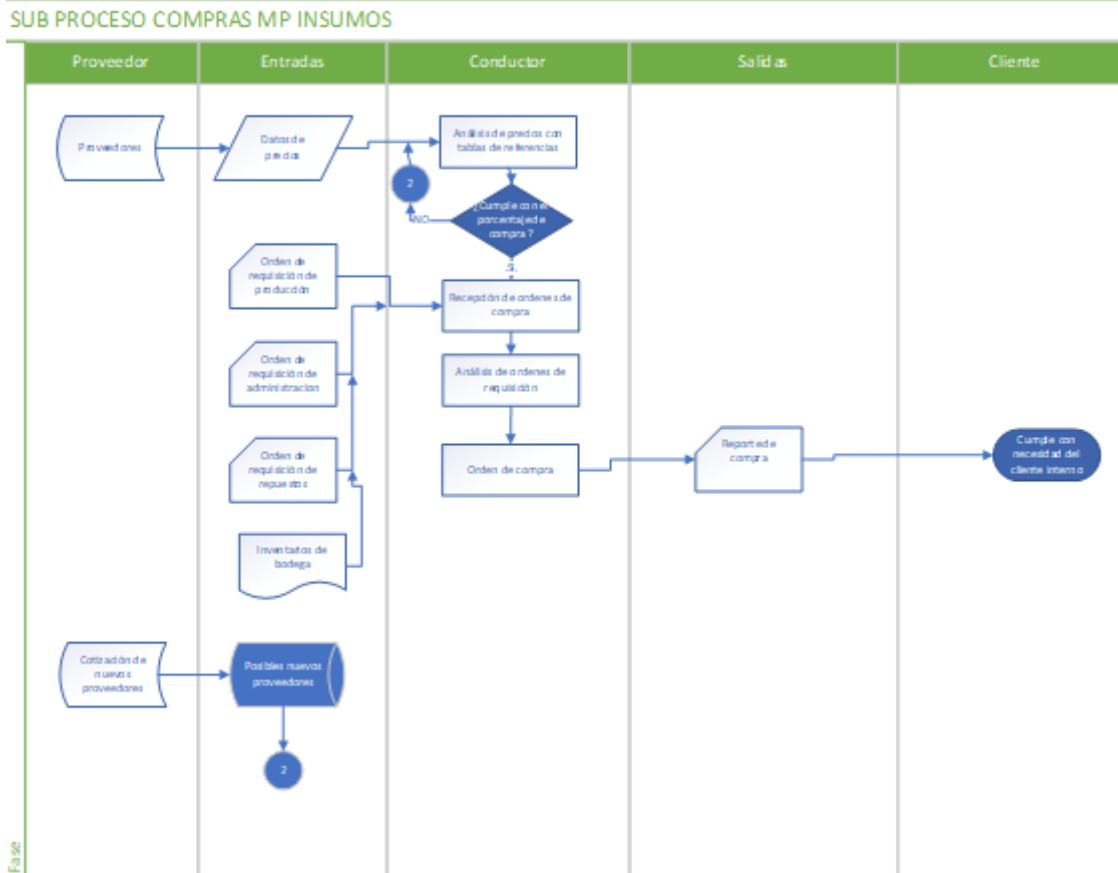 SUB PROCESO COMPRAS MP INSUMOS
Proveedor
Entradas
Conductor
Salidas
Cliente
Proveedores
Datos de
precios
Análisis de precios con
tablas de referencias
2
¿Cumple con el
porcentaje de
compra ?
NO
SI
Orden de
requisición de
producción
Recepción de ordenes de
compra
Orden de
requisición de
administracion
Análisis de ordenes de
requisición
Orden de
requisición de
repuestos
Orden de compra
Reporte de
compra
Cumple con
necesidad del
cliente interno
Inventarios de
bodega
Cotización de
nuevos
proveedores
Posibles nuevos
proveedores
2
Fase